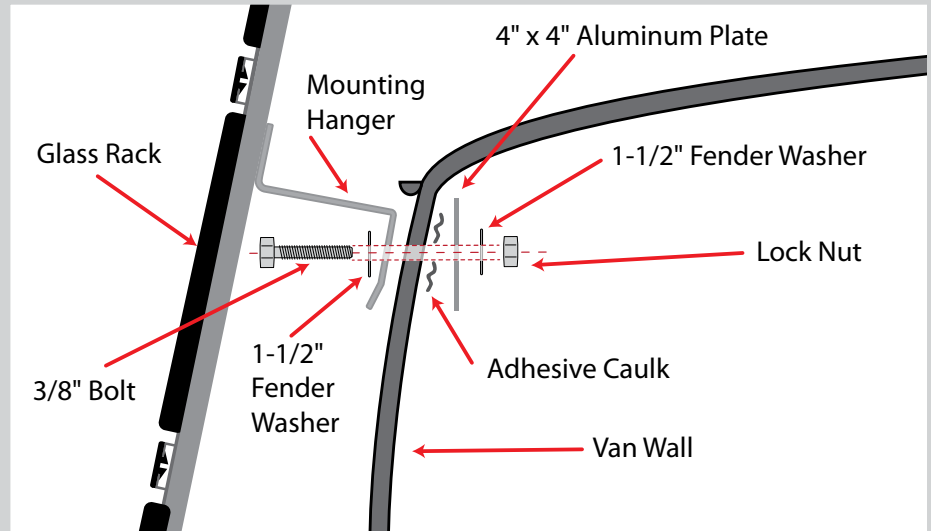 4" x 4" Aluminum Plate
Mounting
Hanger
Glass Rack
1-1/2" Fender Washer
Lock Nut
1-1/2"
Fender
Washer
Adhesive Caulk
3/8" Bolt
Van Wall